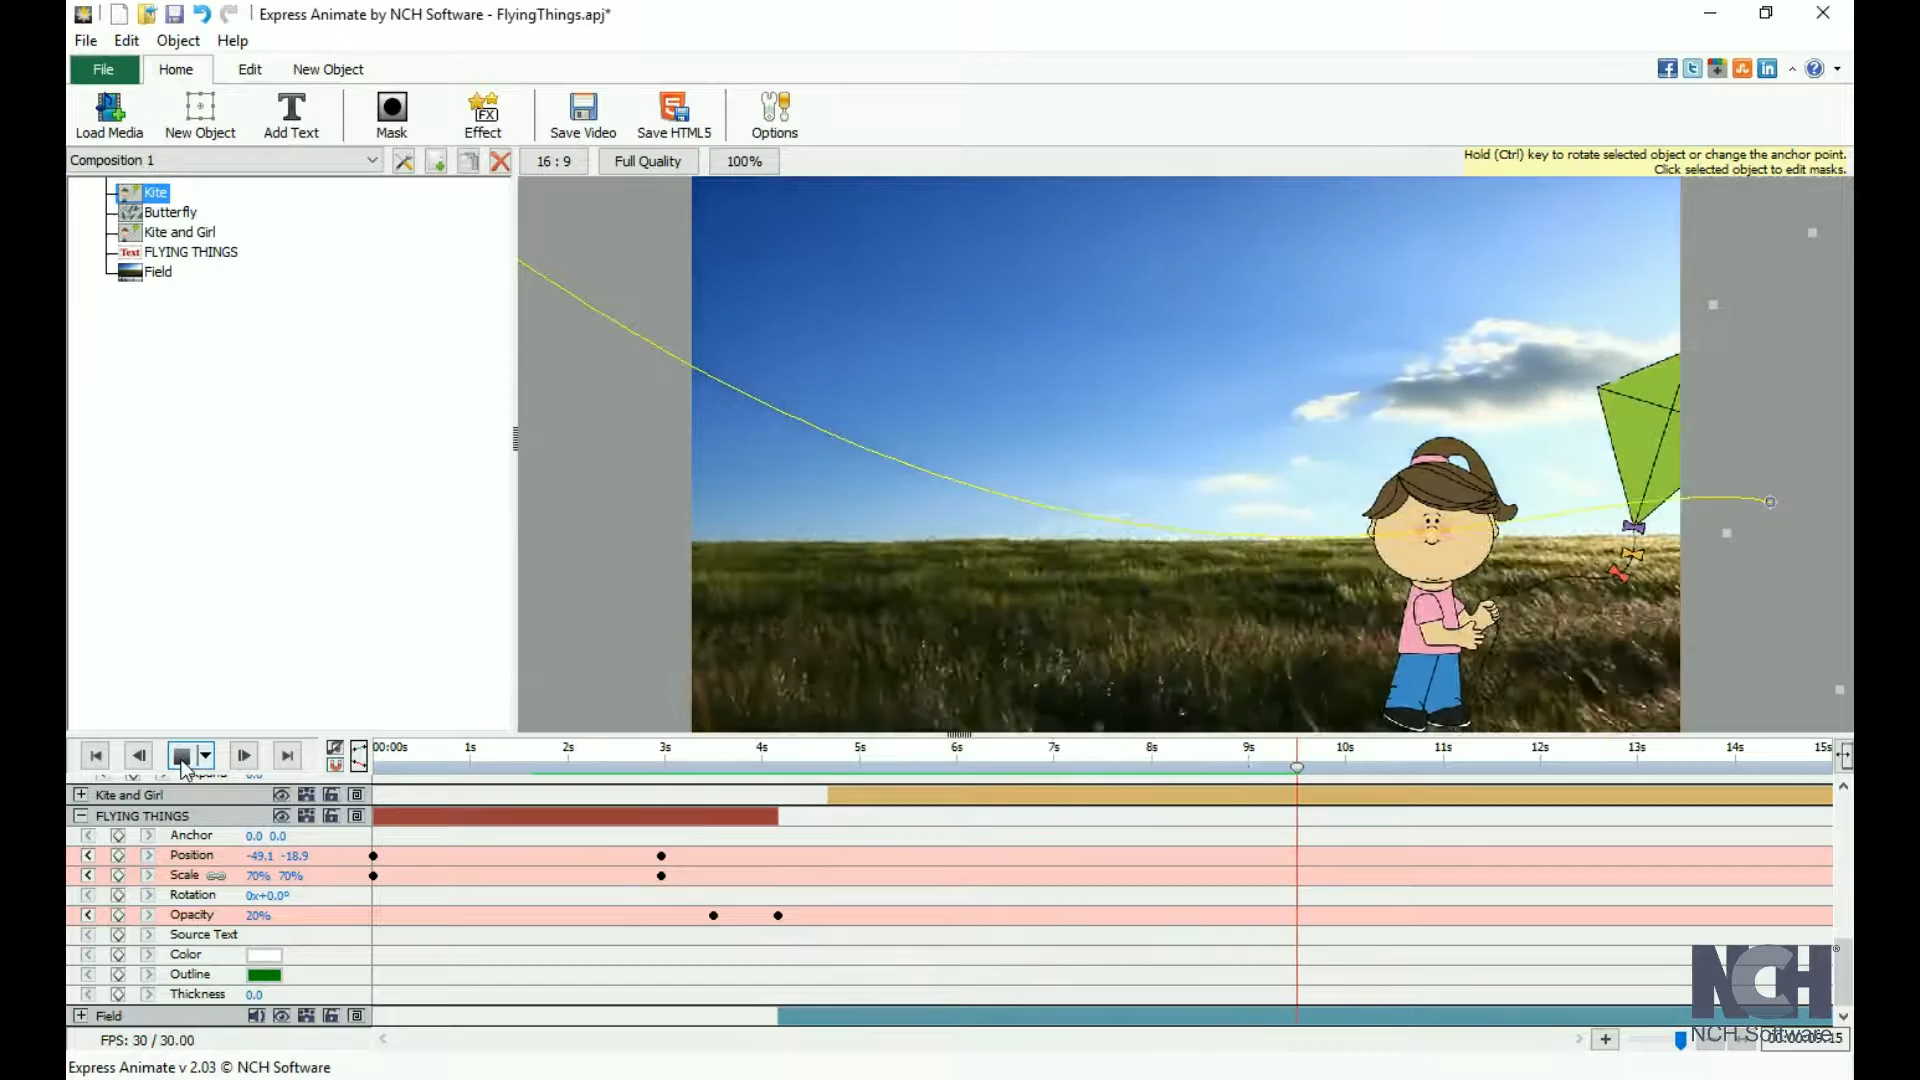 Express Animate by NCH Software - FlyingThings.apj*
File Edit Object Help
File Home Edit New Object
Load Media New Object Add Text Mask FX Effect Save Video Save HTML5 Options
Composition 1 16 : 9 Full Quality 100%
Hold (Ctrl) key to rotate selected object or change the anchor point.
Click selected object to edit masks.
Kite
Butterfly
Kite and Girl
Text FLYING THINGS
Field
00:00s 1s 2s 3s 4s 5s 6s 7s 8s 9s 10s 11s 12s 13s 14s 15s
Kite and Girl
FLYING THINGS
Anchor 0.0 0.0
Position -49.1 -18.9
Scale 70% 70%
Rotation 0x+0.0°
Opacity 20%
Source Text
Color
Outline
Thickness 0.0
Field
NCH®
NCH Software
FPS: 30 / 30.00
Express Animate v 2.03 © NCH Software